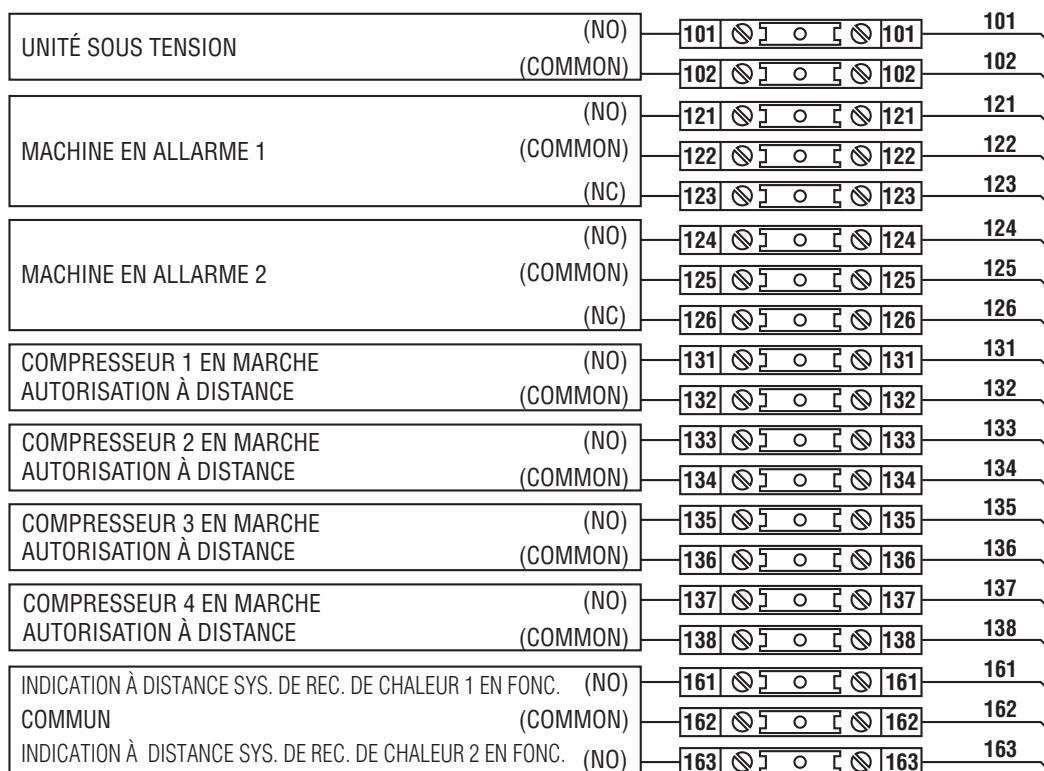 UNITÉ SOUS TENSION (NO) 101 101 101
(COMMON) 102 102 102
(NO) 121 121 121
MACHINE EN ALLARME 1 (COMMON) 122 122 122
(NC) 123 123 123
(NO) 124 124 124
MACHINE EN ALLARME 2 (COMMON) 125 125 125
(NC) 126 126 126
COMPRESSEUR 1 EN MARCHE (NO) 131 131 131
AUTORISATION À DISTANCE (COMMON) 132 132 132
COMPRESSEUR 2 EN MARCHE (NO) 133 133 133
AUTORISATION À DISTANCE (COMMON) 134 134 134
COMPRESSEUR 3 EN MARCHE (NO) 135 135 135
AUTORISATION À DISTANCE (COMMON) 136 136 136
COMPRESSEUR 4 EN MARCHE (NO) 137 137 137
AUTORISATION À DISTANCE (COMMON) 138 138 138
INDICATION À DISTANCE SYS. DE REC. DE CHALEUR 1 EN FONC. (NO) 161 161 161
COMMUN (COMMON) 162 162 162
INDICATION À DISTANCE SYS. DE REC. DE CHALEUR 2 EN FONC. (NO) 163 163 163